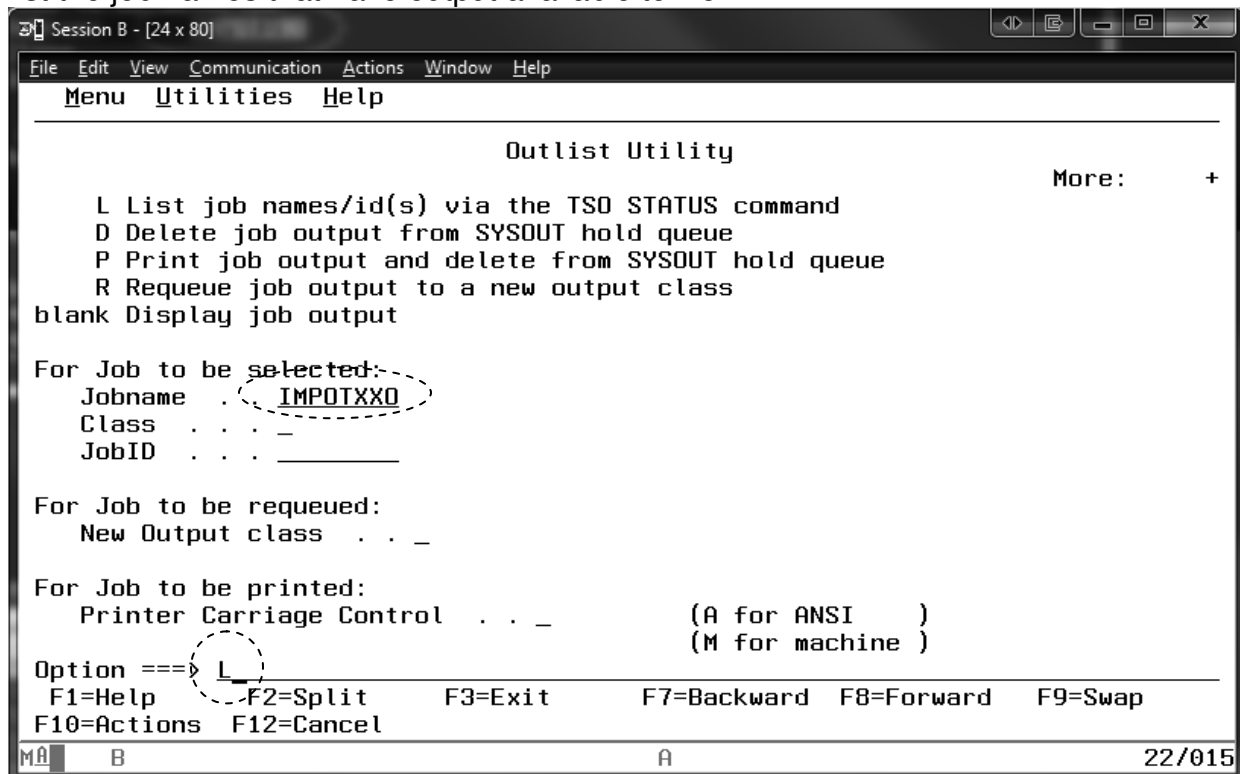 Session B - [24 x 80]
File Edit View Communication Actions Window Help
Menu Utilities Help
Outlist Utility
More: +
L List job names/id(s) via the TSO STATUS command
D Delete job output from SYSOUT hold queue
P Print job output and delete from SYSOUT hold queue
R Requeue job output to a new output class
blank Display job output
For Job to be selected:
Jobname . . IMPOTXXO
Class . . . _
JobID . . . ________
For Job to be requeued:
New Output class . . _
For Job to be printed:
Printer Carriage Control . . _ (A for ANSI )
(M for machine )
Option ===> L
F1=Help F2=Split F3=Exit F7=Backward F8=Forward F9=Swap
F10=Actions F12=Cancel
MA B A 22/015